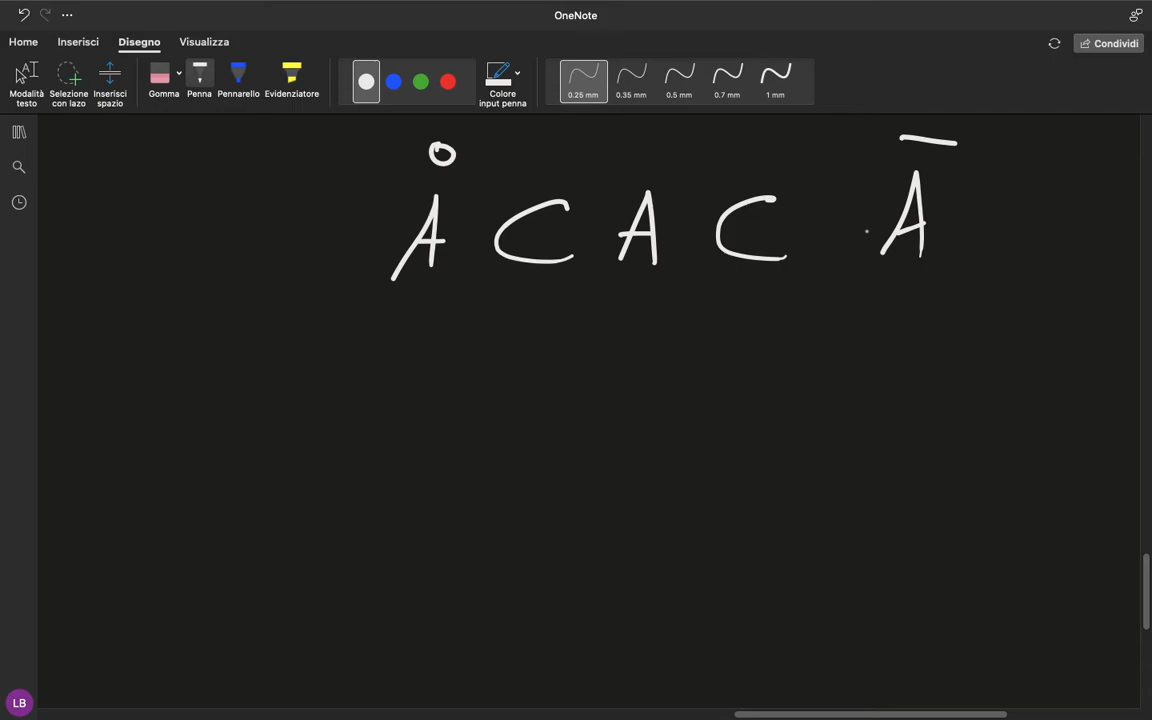 OneNote
Home Inserisci Disegno Visualizza
Condividi
Modalità testo
Selezione con lazo
Inserisci spazio
Gomma
Penna
Pennarello
Evidenziatore
Colore input penna
0.25 mm
0.35 mm
0.5 mm
0.7 mm
1 mm
Å C A C Ā
LB